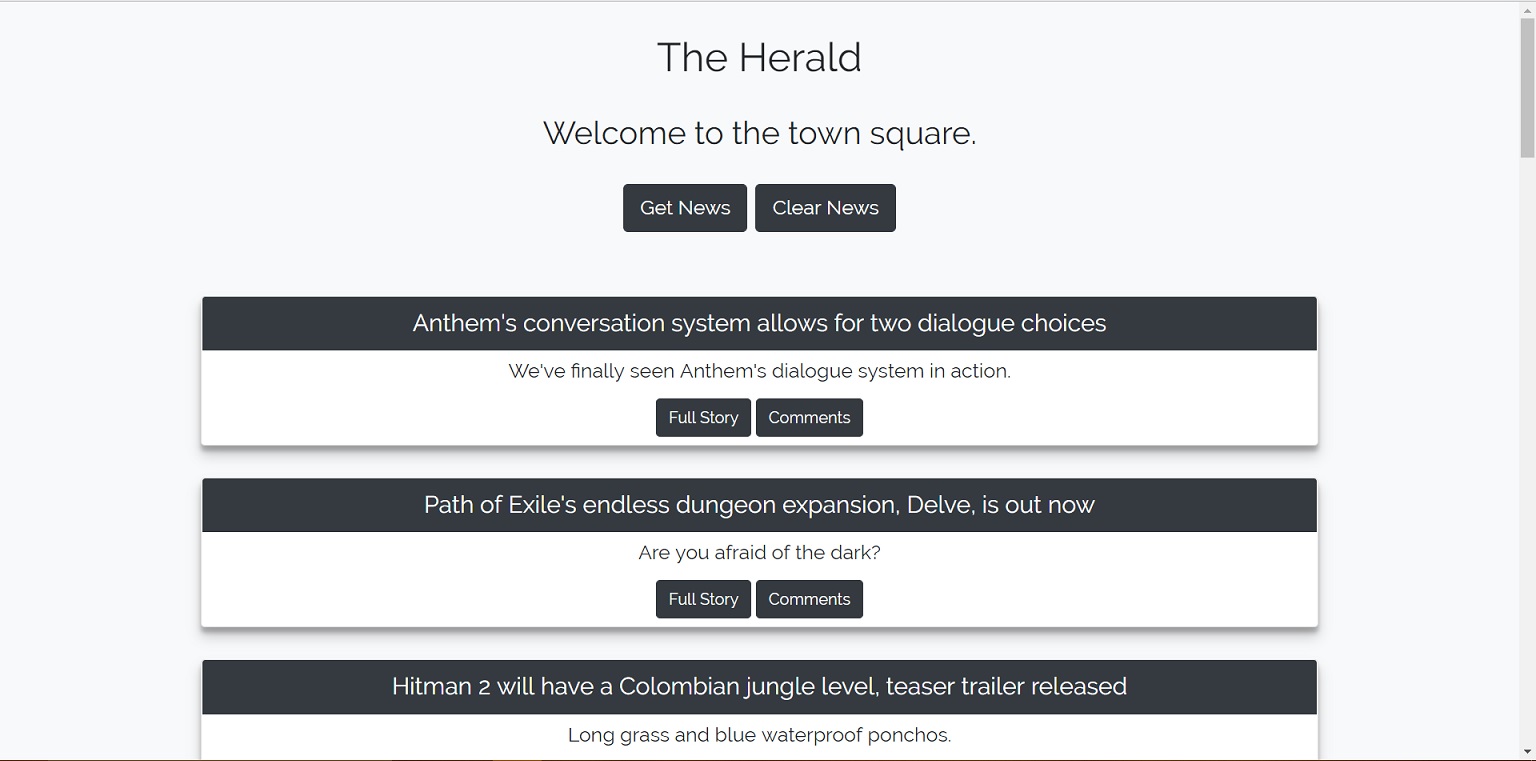 The Herald
Welcome to the town square.
Get News Clear News
Anthem's conversation system allows for two dialogue choices
We've finally seen Anthem's dialogue system in action.
Full Story Comments
Path of Exile's endless dungeon expansion, Delve, is out now
Are you afraid of the dark?
Full Story Comments
Hitman 2 will have a Colombian jungle level, teaser trailer released
Long grass and blue waterproof ponchos.